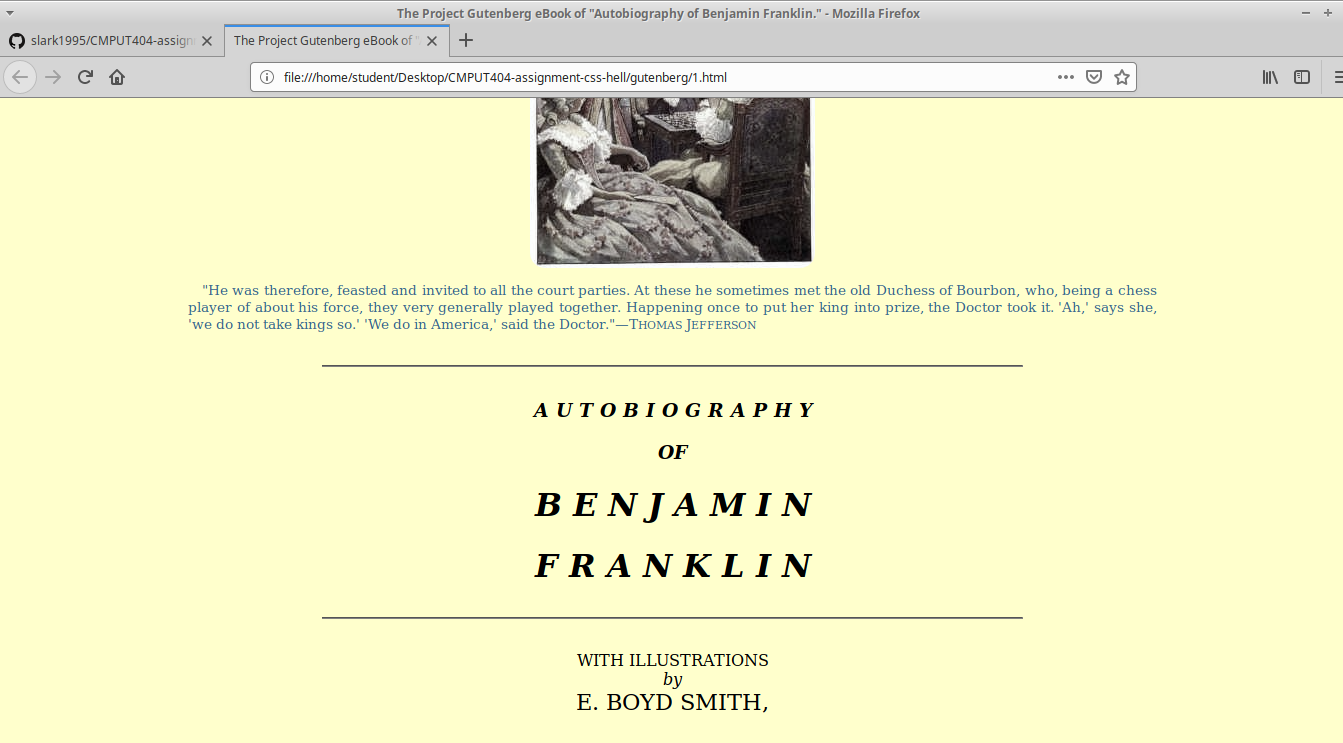 The Project Gutenberg eBook of "Autobiography of Benjamin Franklin." - Mozilla Firefox
slark1995/CMPUT404-assign
The Project Gutenberg eBook of "
file:///home/student/Desktop/CMPUT404-assignment-css-hell/gutenberg/1.html
"He was therefore, feasted and invited to all the court parties. At these he sometimes met the old Duchess of Bourbon, who, being a chess
player of about his force, they very generally played together. Happening once to put her king into prize, the Doctor took it. 'Ah,' says she,
'we do not take kings so.' 'We do in America,' said the Doctor."—THOMAS JEFFERSON
AUTOBIOGRAPHY
OF
BENJAMIN
FRANKLIN
WITH ILLUSTRATIONS
by
E. BOYD SMITH,